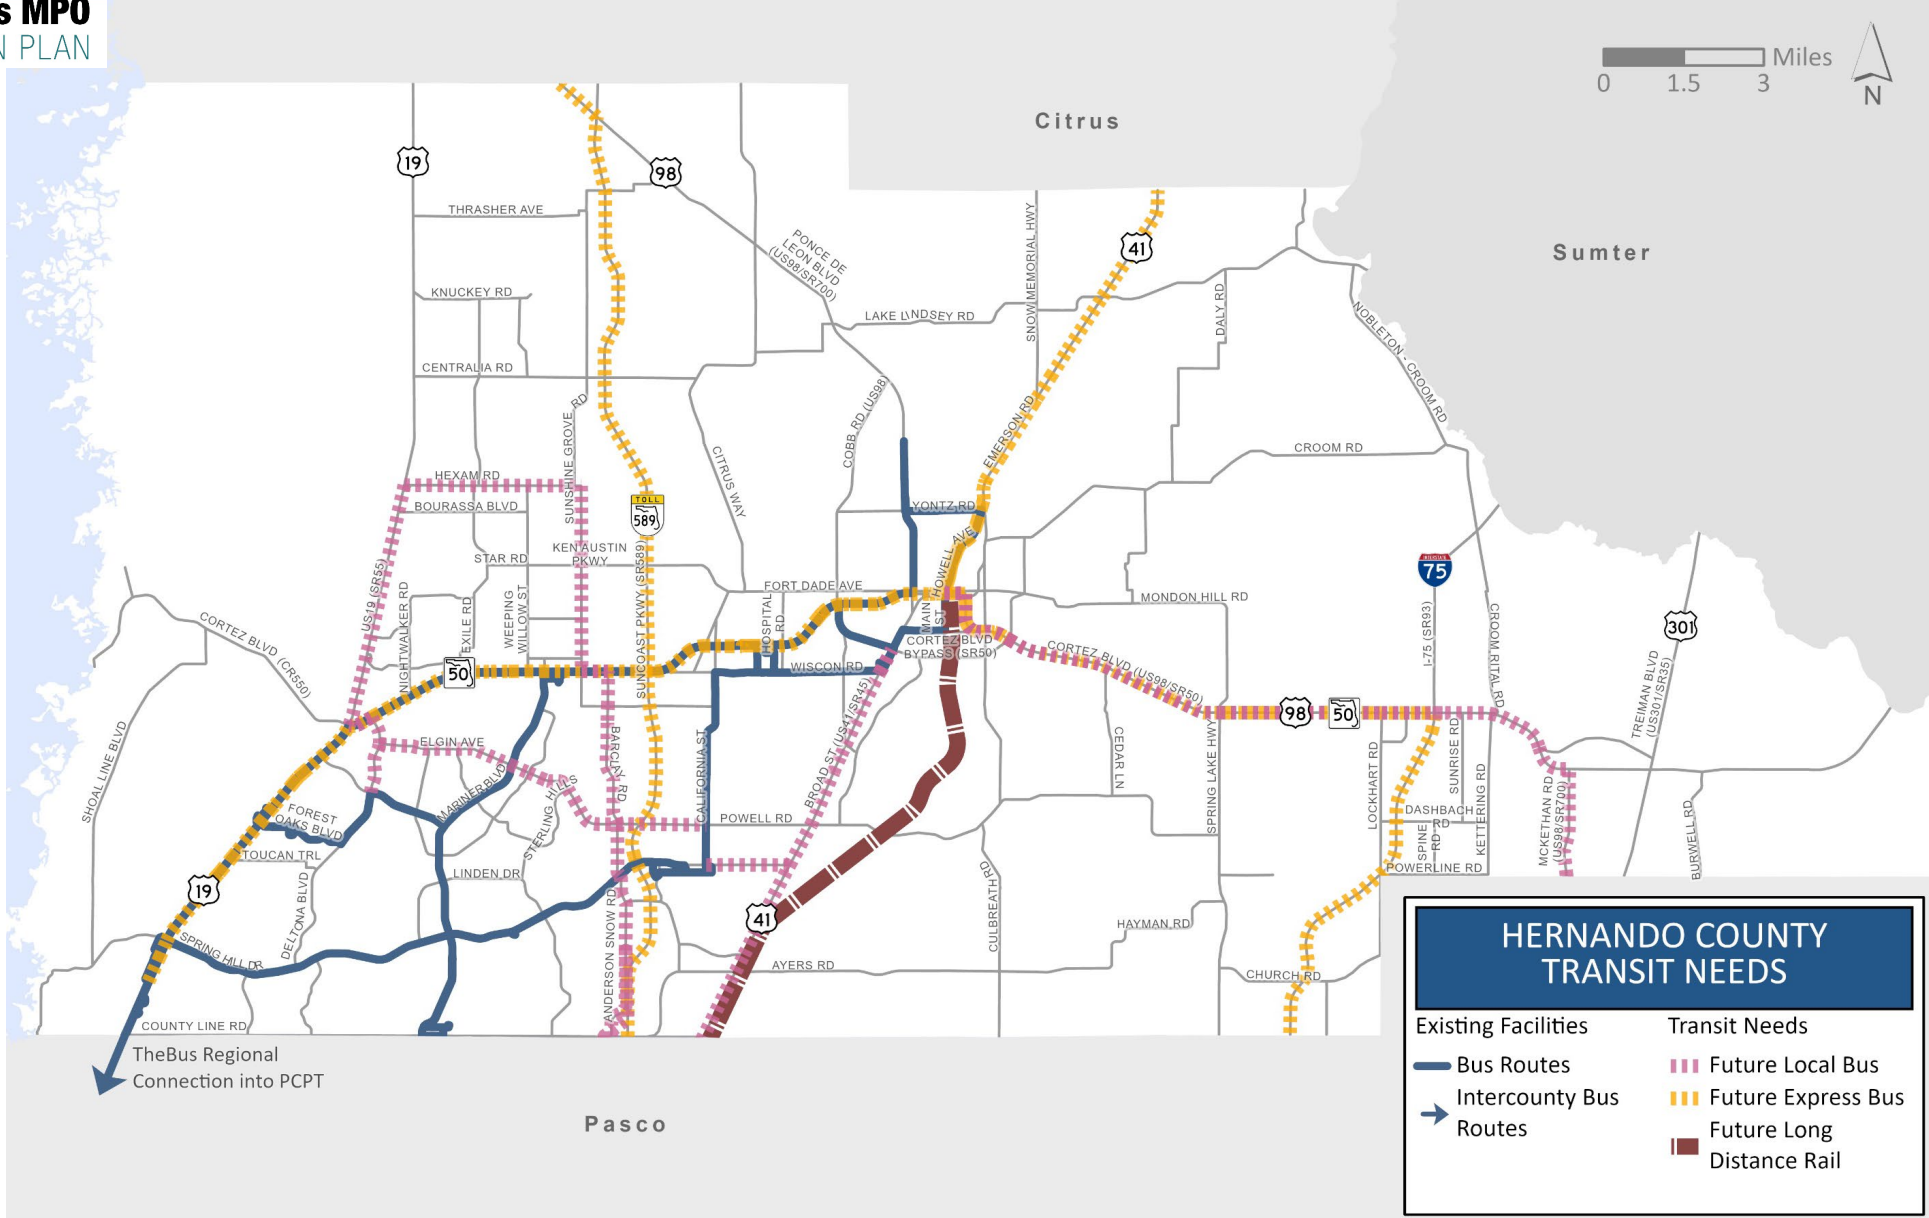 s MPO
N PLAN
Miles
0 1.5 3
N
Citrus
Sumter
Pasco
19
98
41
THRASHER AVE
PONCE DE
LEON BLVD
(US98/SR700)
SNOW MEMORIAL HWY
KNUCKEY RD
LAKE LINDSEY RD
DALY RD
NOBLETON - CROOM RD
CENTRALIA RD
COBB RD (US98)
SUNSHINE GROVE RD
EMERSON RD
CITRUS WAY
CROOM RD
HEXAM RD
BOURASSA BLVD
TOLL
589
YONTZ RD
STAR RD
KEN AUSTIN
PKWY
HOWELL AVE
INTERSTATE
75
US19 (SR55)
NIGHTWALKER RD
EXILE RD
WEEPING
WILLOW ST
SUNCOAST PKWY (SR589)
FORT DADE AVE
HOSPITAL
RD
MAIN
ST
MONDON HILL RD
I-75 (SR93)
CROOM RITAL RD
301
CORTEZ BLVD (CR550)
CORTEZ BLVD
BYPASS (SR50)
CORTEZ BLVD (US98/SR50)
WISCON RD
50
98
50
TREIMAN BLVD
(US301/SR35)
SHOAL LINE BLVD
ELGIN AVE
BARCLAY RD
CALIFORNIA ST
BROAD ST (US41/SR45)
CEDAR LN
SPRING LAKE HWY
LOCKHART RD
SUNRISE RD
KETTERING RD
MCKETHAN RD
(US98/SR700)
BURWELL RD
MARINER BLVD
STERLING HILLS
FOREST
OAKS BLVD
POWELL RD
DASHBACH
RD
SPINE
RD
TOUCAN TRL
LINDEN DR
POWERLINE RD
19
DELTONA BLVD
SPRING HILL DR
ANDERSON SNOW RD
41
CULBREATH RD
HAYMAN RD
AYERS RD
CHURCH RD
COUNTY LINE RD
TheBus Regional
Connection into PCPT
HERNANDO COUNTY
TRANSIT NEEDS
Existing Facilities
Bus Routes
Intercounty Bus
Routes
Transit Needs
Future Local Bus
Future Express Bus
Future Long
Distance Rail